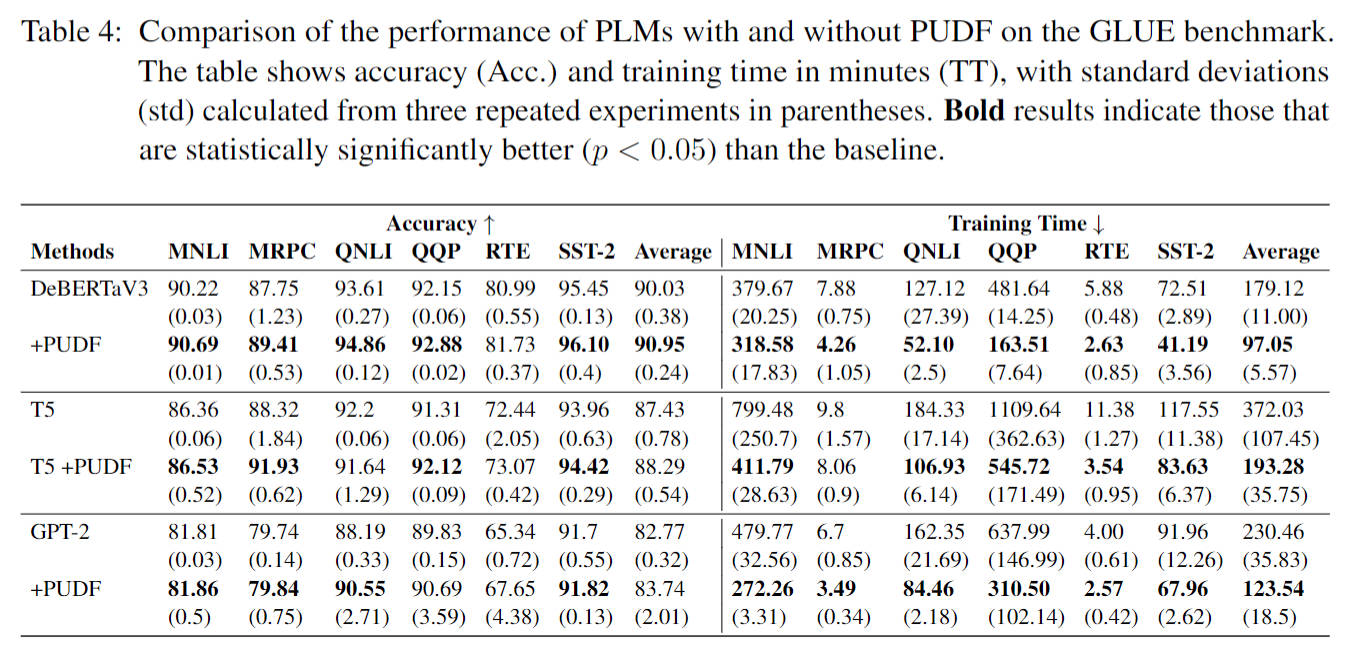 Table 4: Comparison of the performance of PLMs with and without PUDF on the GLUE benchmark.
The table shows accuracy (Acc.) and training time in minutes (TT), with standard deviations
(std) calculated from three repeated experiments in parentheses. Bold results indicate those that
are statistically significantly better (p < 0.05) than the baseline.
Accuracy ↑ Training Time ↓
Methods MNLI MRPC QNLI QQP RTE SST-2 Average MNLI MRPC QNLI QQP RTE SST-2 Average
DeBERTaV3 90.22 87.75 93.61 92.15 80.99 95.45 90.03 379.67 7.88 127.12 481.64 5.88 72.51 179.12
(0.03) (1.23) (0.27) (0.06) (0.55) (0.13) (0.38) (20.25) (0.75) (27.39) (14.25) (0.48) (2.89) (11.00)
+PUDF 90.69 89.41 94.86 92.88 81.73 96.10 90.95 318.58 4.26 52.10 163.51 2.63 41.19 97.05
(0.01) (0.53) (0.12) (0.02) (0.37) (0.4) (0.24) (17.83) (1.05) (2.5) (7.64) (0.85) (3.56) (5.57)
T5 86.36 88.32 92.2 91.31 72.44 93.96 87.43 799.48 9.8 184.33 1109.64 11.38 117.55 372.03
(0.06) (1.84) (0.06) (0.06) (2.05) (0.63) (0.78) (250.7) (1.57) (17.14) (362.63) (1.27) (11.38) (107.45)
T5 +PUDF 86.53 91.93 91.64 92.12 73.07 94.42 88.29 411.79 8.06 106.93 545.72 3.54 83.63 193.28
(0.52) (0.62) (1.29) (0.09) (0.42) (0.29) (0.54) (28.63) (0.9) (6.14) (171.49) (0.95) (6.37) (35.75)
GPT-2 81.81 79.74 88.19 89.83 65.34 91.7 82.77 479.77 6.7 162.35 637.99 4.00 91.96 230.46
(0.03) (0.14) (0.33) (0.15) (0.72) (0.55) (0.32) (32.56) (0.85) (21.69) (146.99) (0.61) (12.26) (35.83)
+PUDF 81.86 79.84 90.55 90.69 67.65 91.82 83.74 272.26 3.49 84.46 310.50 2.57 67.96 123.54
(0.5) (0.75) (2.71) (3.59) (4.38) (0.13) (2.01) (3.31) (0.34) (2.18) (102.14) (0.42) (2.62) (18.5)